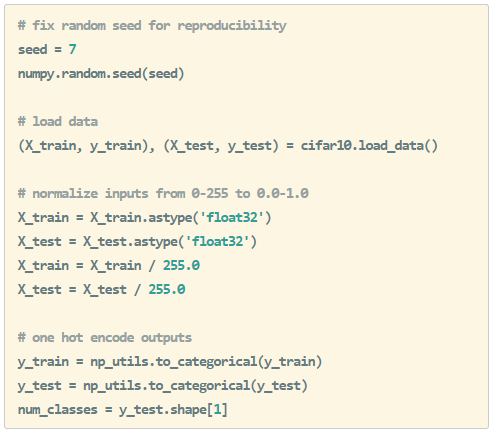 # fix random seed for reproducibility
seed = 7
numpy.random.seed(seed)
# load data
(X_train, y_train), (X_test, y_test) = cifar10.load_data()
# normalize inputs from 0-255 to 0.0-1.0
X_train = X_train.astype('float32')
X_test = X_test.astype('float32')
X_train = X_train / 255.0
X_test = X_test / 255.0
# one hot encode outputs
y_train = np_utils.to_categorical(y_train)
y_test = np_utils.to_categorical(y_test)
num_classes = y_test.shape[1]